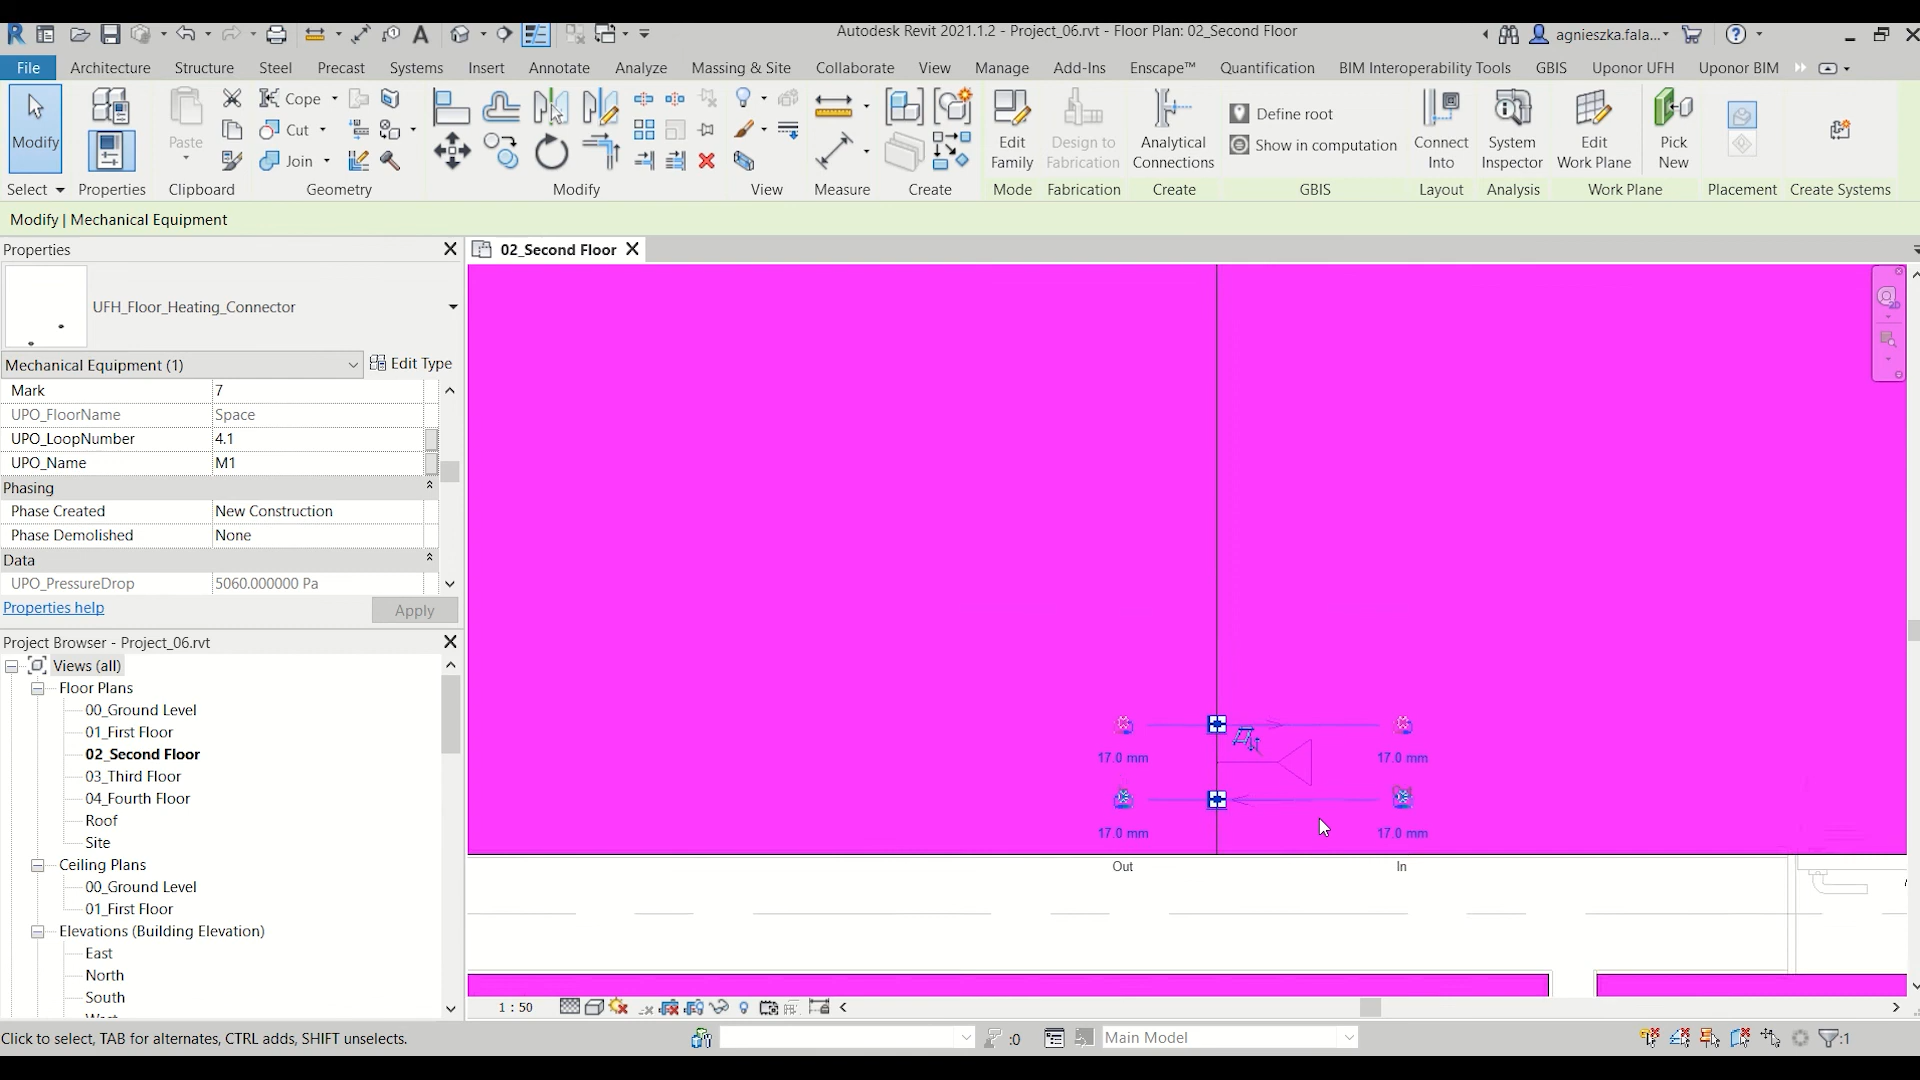 Autodesk Revit 2021.1.2 - Project_06.rvt - Floor Plan: 02_Second Floor
agnieszka.fala...
File Architecture Structure Steel Precast Systems Insert Annotate Analyze Massing & Site Collaborate View Manage Add-Ins Enscape™ Quantification BIM Interoperability Tools GBIS Uponor UFH Uponor BIM
Cope
Cut
Join
Modify
Paste
Define root
Show in computation
Edit Family
Design to Fabrication
Analytical Connections
Connect Into
System Inspector
Edit Work Plane
Pick New
Select Properties Clipboard Geometry Modify View Measure Create Mode Fabrication Create GBIS Layout Analysis Work Plane Placement Create Systems
Modify | Mechanical Equipment
Properties
02_Second Floor
UFH_Floor_Heating_Connector
Mechanical Equipment (1)
Edit Type
Mark 7
UPO_FloorName Space
UPO_LoopNumber 4.1
UPO_Name M1
Phasing
Phase Created New Construction
Phase Demolished None
Data
UPO_PressureDrop 5060.000000 Pa
Properties help
Apply
Project Browser - Project_06.rvt
Views (all)
Floor Plans
00_Ground Level
01_First Floor
02_Second Floor
03_Third Floor
04_Fourth Floor
Roof
Site
Ceiling Plans
00_Ground Level
01_First Floor
Elevations (Building Elevation)
East
North
South
17.0 mm 17.0 mm
17.0 mm 17.0 mm
Out In
1 : 50
Click to select, TAB for alternates, CTRL adds, SHIFT unselects.
:0
Main Model
:1